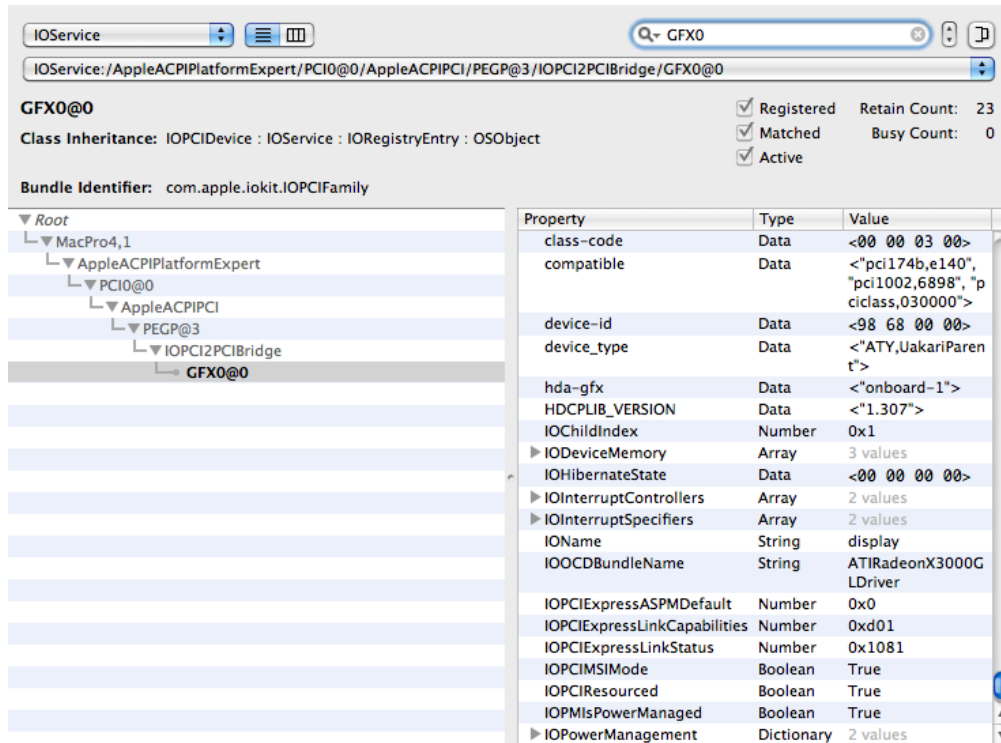 IOService
GFX0
IOService:/AppleACPIPlatformExpert/PCI0@0/AppleACPIPCI/PEGP@3/IOPCI2PCIBridge/GFX0@0
GFX0@0
Registered Retain Count: 23
Class Inheritance: IOPCIDevice : IOService : IORegistryEntry : OSObject
Matched Busy Count: 0
Active
Bundle Identifier: com.apple.iokit.IOPCIFamily
Root
MacPro4,1
AppleACPIPlatformExpert
PCI0@0
AppleACPIPCI
PEGP@3
IOPCI2PCIBridge
GFX0@0
Property Type Value
class-code Data <00 00 03 00>
compatible Data <"pci174b,e140",
"pci1002,6898", "p
ciclass,030000">
device-id Data <98 68 00 00>
device_type Data <"ATY,UakariParen
t">
hda-gfx Data <"onboard-1">
HDCPLIB_VERSION Data <"1.307">
IOChildIndex Number 0x1
IODeviceMemory Array 3 values
IOHibernateState Data <00 00 00 00>
IOInterruptControllers Array 2 values
IOInterruptSpecifiers Array 2 values
IOName String display
IOOCDBundleName String ATIRadeonX3000G
LDriver
IOPCIExpressASPMDefault Number 0x0
IOPCIExpressLinkCapabilities Number 0xd01
IOPCIExpressLinkStatus Number 0x1081
IOPCIMSIMode Boolean True
IOPCIResourced Boolean True
IOPMIsPowerManaged Boolean True
IOPowerManagement Dictionary 2 values